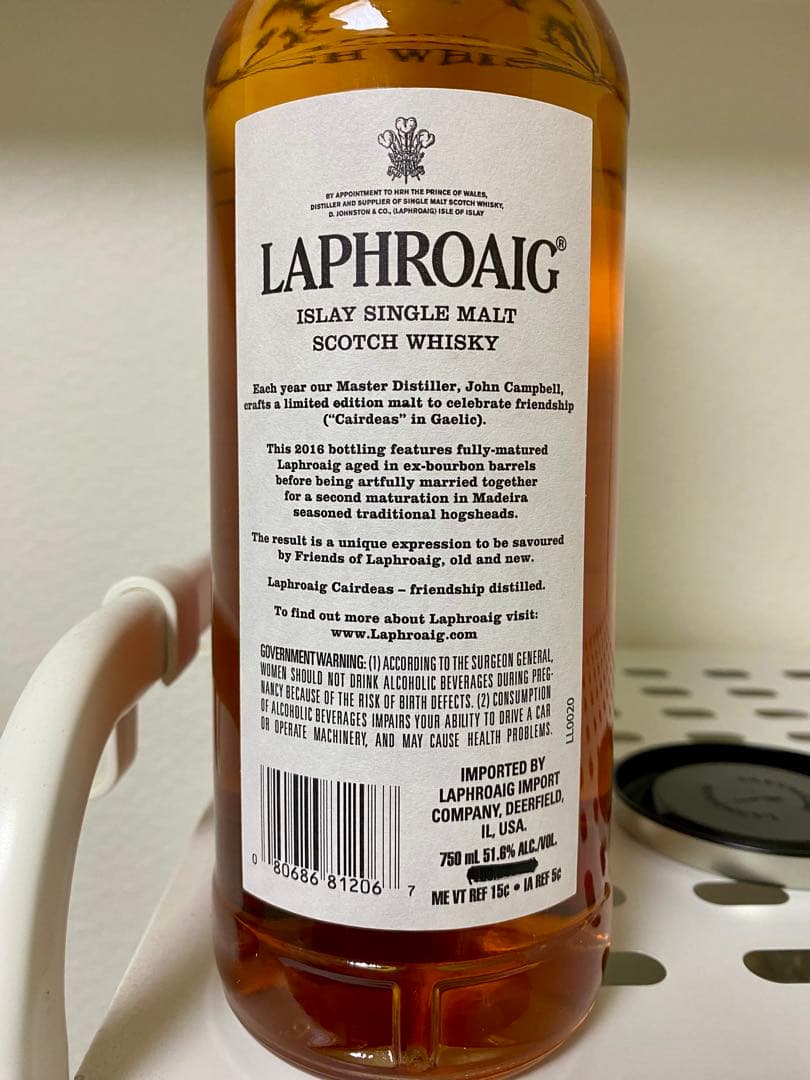 BY APPOINTMENT TO HRH THE PRINCE OF WALES,
DISTILLER AND SUPPLIER OF SINGLE MALT SCOTCH WHISKY,
D. JOHNSTON & CO., (LAPHROAIG) ISLE OF ISLAY
LAPHROAIG®
ISLAY SINGLE MALT
SCOTCH WHISKY
Each year our Master Distiller, John Campbell,
crafts a limited edition malt to celebrate friendship
(“Cairdeas” in Gaelic).
This 2016 bottling features fully-matured
Laphroaig aged in ex-bourbon barrels
before being artfully married together
for a second maturation in Madeira
seasoned traditional hogsheads.
The result is a unique expression to be savoured
by Friends of Laphroaig, old and new.
Laphroaig Cairdeas – friendship distilled.
To find out more about Laphroaig visit:
www.Laphroaig.com
GOVERNMENT WARNING: (1) ACCORDING TO THE SURGEON GENERAL,
WOMEN SHOULD NOT DRINK ALCOHOLIC BEVERAGES DURING PREG-
NANCY BECAUSE OF THE RISK OF BIRTH DEFECTS. (2) CONSUMPTION
OF ALCOHOLIC BEVERAGES IMPAIRS YOUR ABILITY TO DRIVE A CAR
OR OPERATE MACHINERY, AND MAY CAUSE HEALTH PROBLEMS.
LL0020
IMPORTED BY
LAPHROAIG IMPORT
COMPANY, DEERFIELD,
IL, USA.
750 mL 51.6% ALC./VOL.
ME VT REF 15¢ • IA REF 5¢
0 80686 81206 7